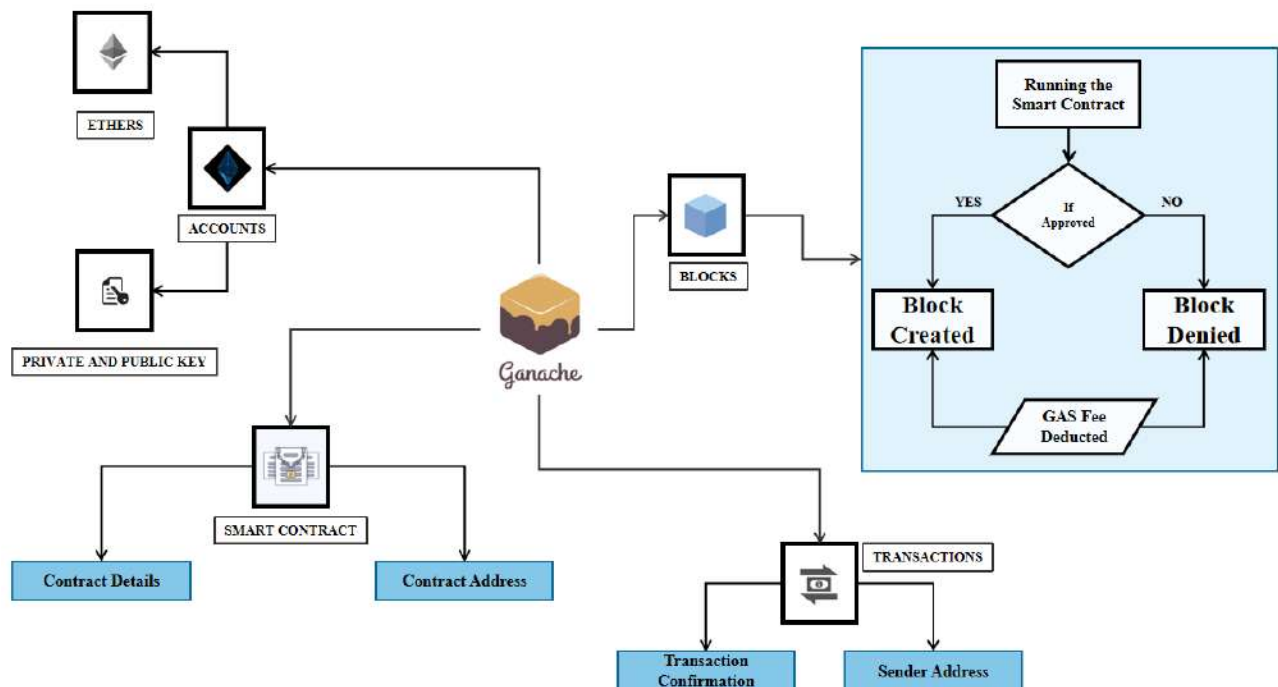 ETHERS
ACCOUNTS
PRIVATE AND PUBLIC KEY
Ganache
BLOCKS
Running the
Smart Contract
If
Approved
YES
NO
Block
Created
Block
Denied
GAS Fee
Deducted
SMART CONTRACT
Contract Details
Contract Address
TRANSACTIONS
Transaction
Confirmation
Sender Address